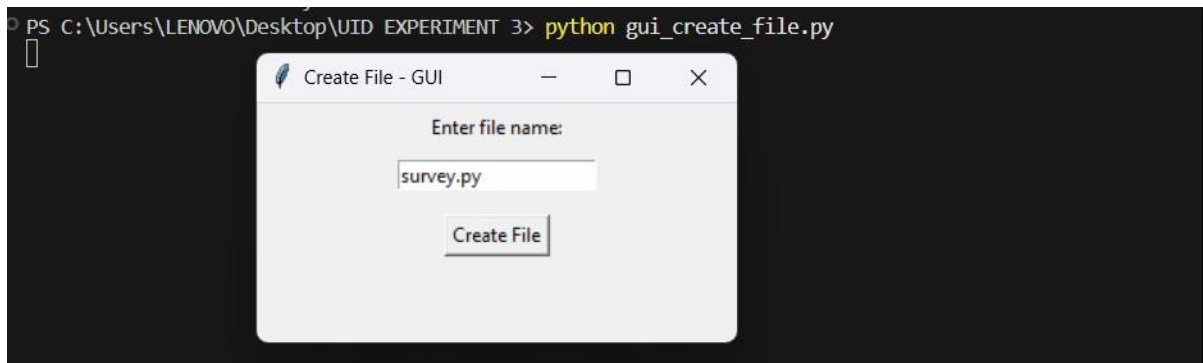 PS C:\Users\LENOVO\Desktop\UID EXPERIMENT 3> python gui_create_file.py
Create File - GUI
Enter file name:
survey.py
Create File